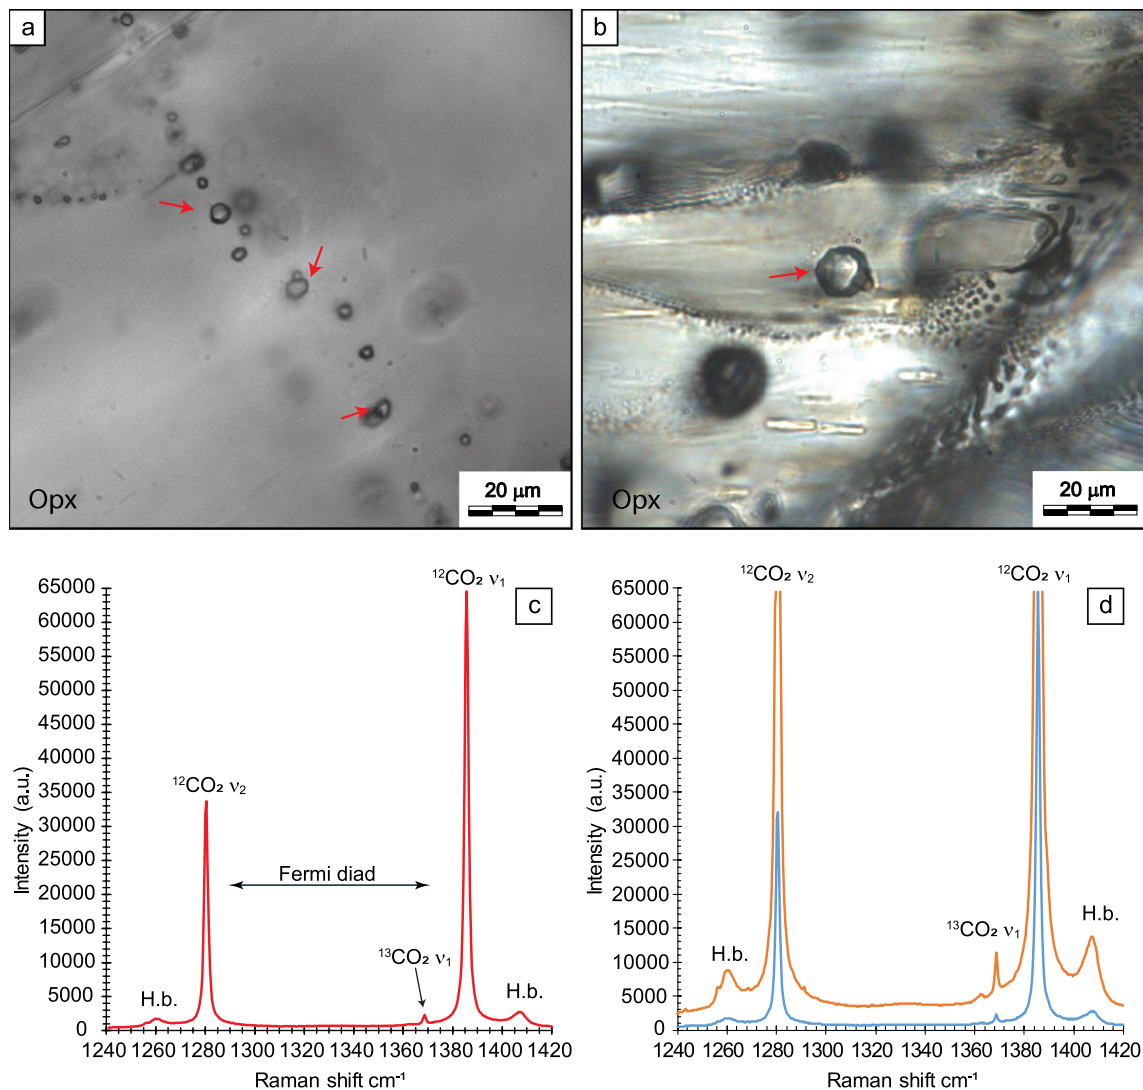 a
Opx
20 µm
b
Opx
20 µm
c
¹²CO₂ ν₁
¹²CO₂ ν₂
Fermi diad
¹³CO₂ ν₁
H.b.
H.b.
Intensity (a.u.)
65000
60000
55000
50000
45000
40000
35000
30000
25000
20000
15000
10000
5000
0
1240 1260 1280 1300 1320 1340 1360 1380 1400 1420
Raman shift cm⁻¹
d
¹²CO₂ ν₂
¹²CO₂ ν₁
¹³CO₂ ν₁
H.b.
H.b.
Intensity (a.u.)
65000
60000
55000
50000
45000
40000
35000
30000
25000
20000
15000
10000
5000
0
1240 1260 1280 1300 1320 1340 1360 1380 1400 1420
Raman shift cm⁻¹